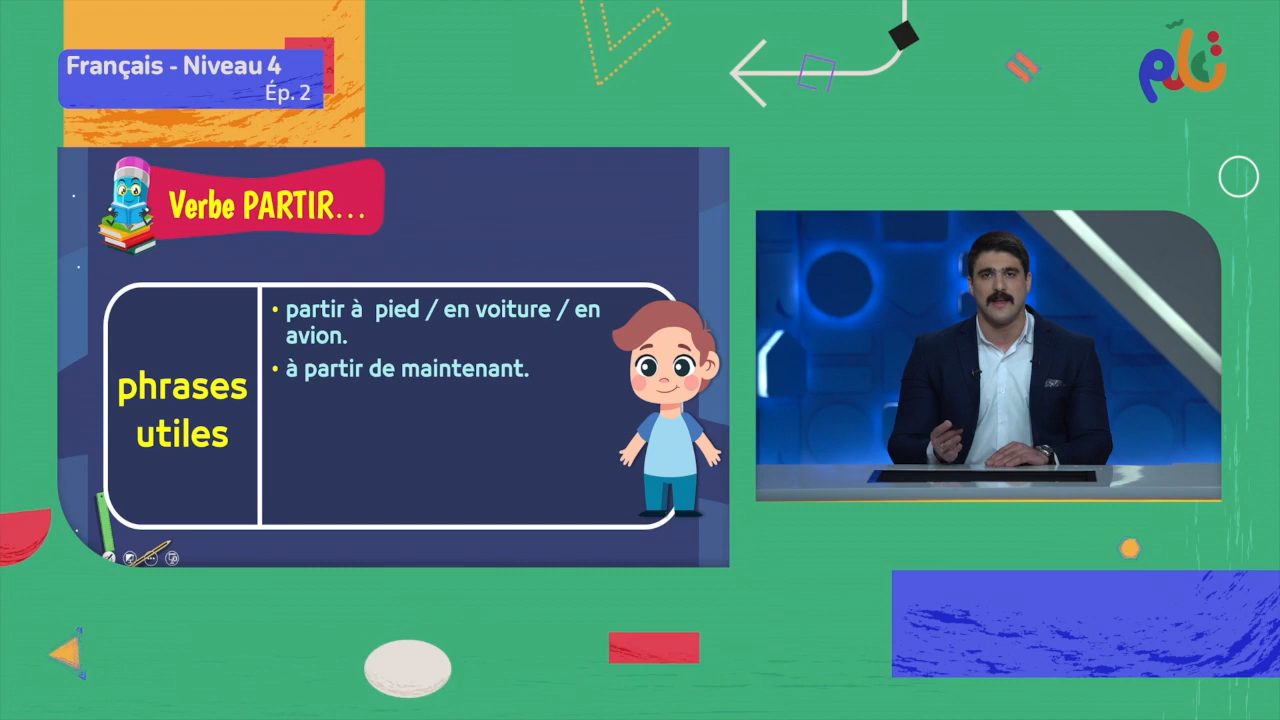 Français - Niveau 4
Ép. 2
Verbe PARTIR...
phrases
utiles
• partir à  pied / en voiture / en
avion.
• à partir de maintenant.